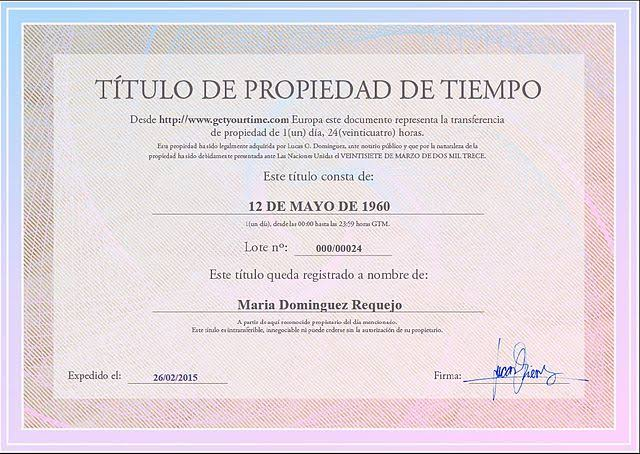 TÍTULO DE PROPIEDAD DE TIEMPO
Desde http://www.getyourtime.com Europa este documento representa la transferencia
de propiedad de 1(un) día, 24(veinticuatro) horas.
Esta propiedad ha sido legalmente adquirida por Lucas O. Dominguez, ante notario público y que por la naturaleza de la
propiedad ha sido debidamente presentada ante Las Naciones Unidas el VEINTISIETE DE MARZO DE DOS MIL TRECE.
Este título consta de:
12 DE MAYO DE 1960
1(un día), desde las 00:00 hasta las 23:59 horas GTM.
Lote nº: 000/00024
Este título queda registrado a nombre de:
Maria Dominguez Requejo
A partir de aquí reconocido propietario del día mencionado.
Este título es intransferible, innegociable ni puede cederse sin la autorización de su propietario.
Expedido el: 26/02/2015 Firma: